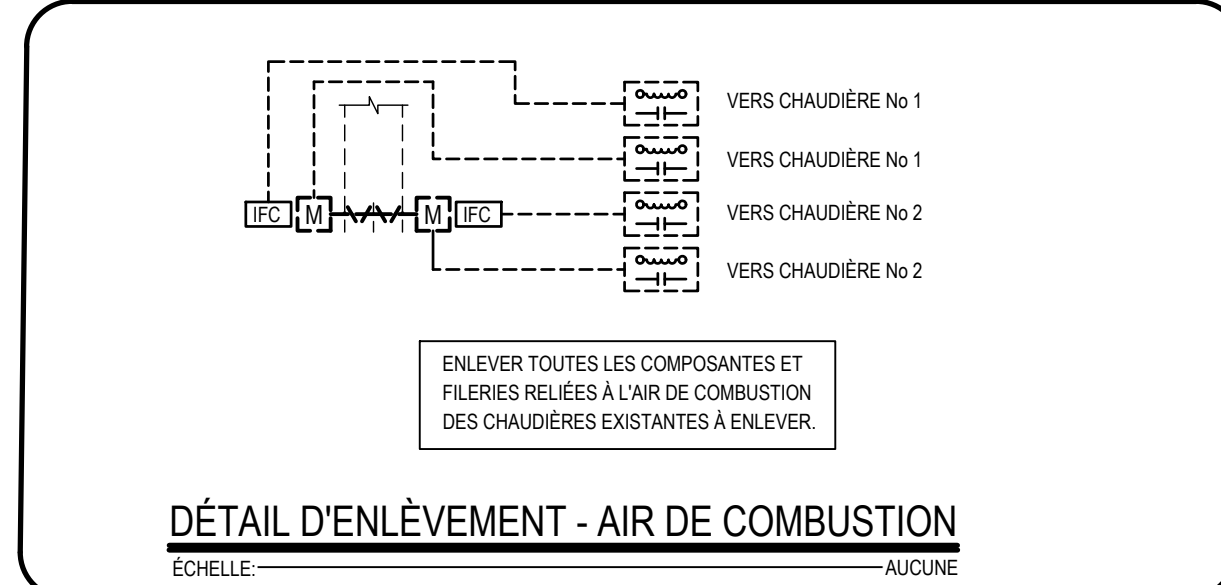 VERS CHAUDIÈRE No 1
VERS CHAUDIÈRE No 1
IFC M M IFC VERS CHAUDIÈRE No 2
VERS CHAUDIÈRE No 2
ENLEVER TOUTES LES COMPOSANTES ET
FILERIES RELIÉES À L'AIR DE COMBUSTION
DES CHAUDIÈRES EXISTANTES À ENLEVER.
DÉTAIL D'ENLÈVEMENT - AIR DE COMBUSTION
ÉCHELLE: AUCUNE